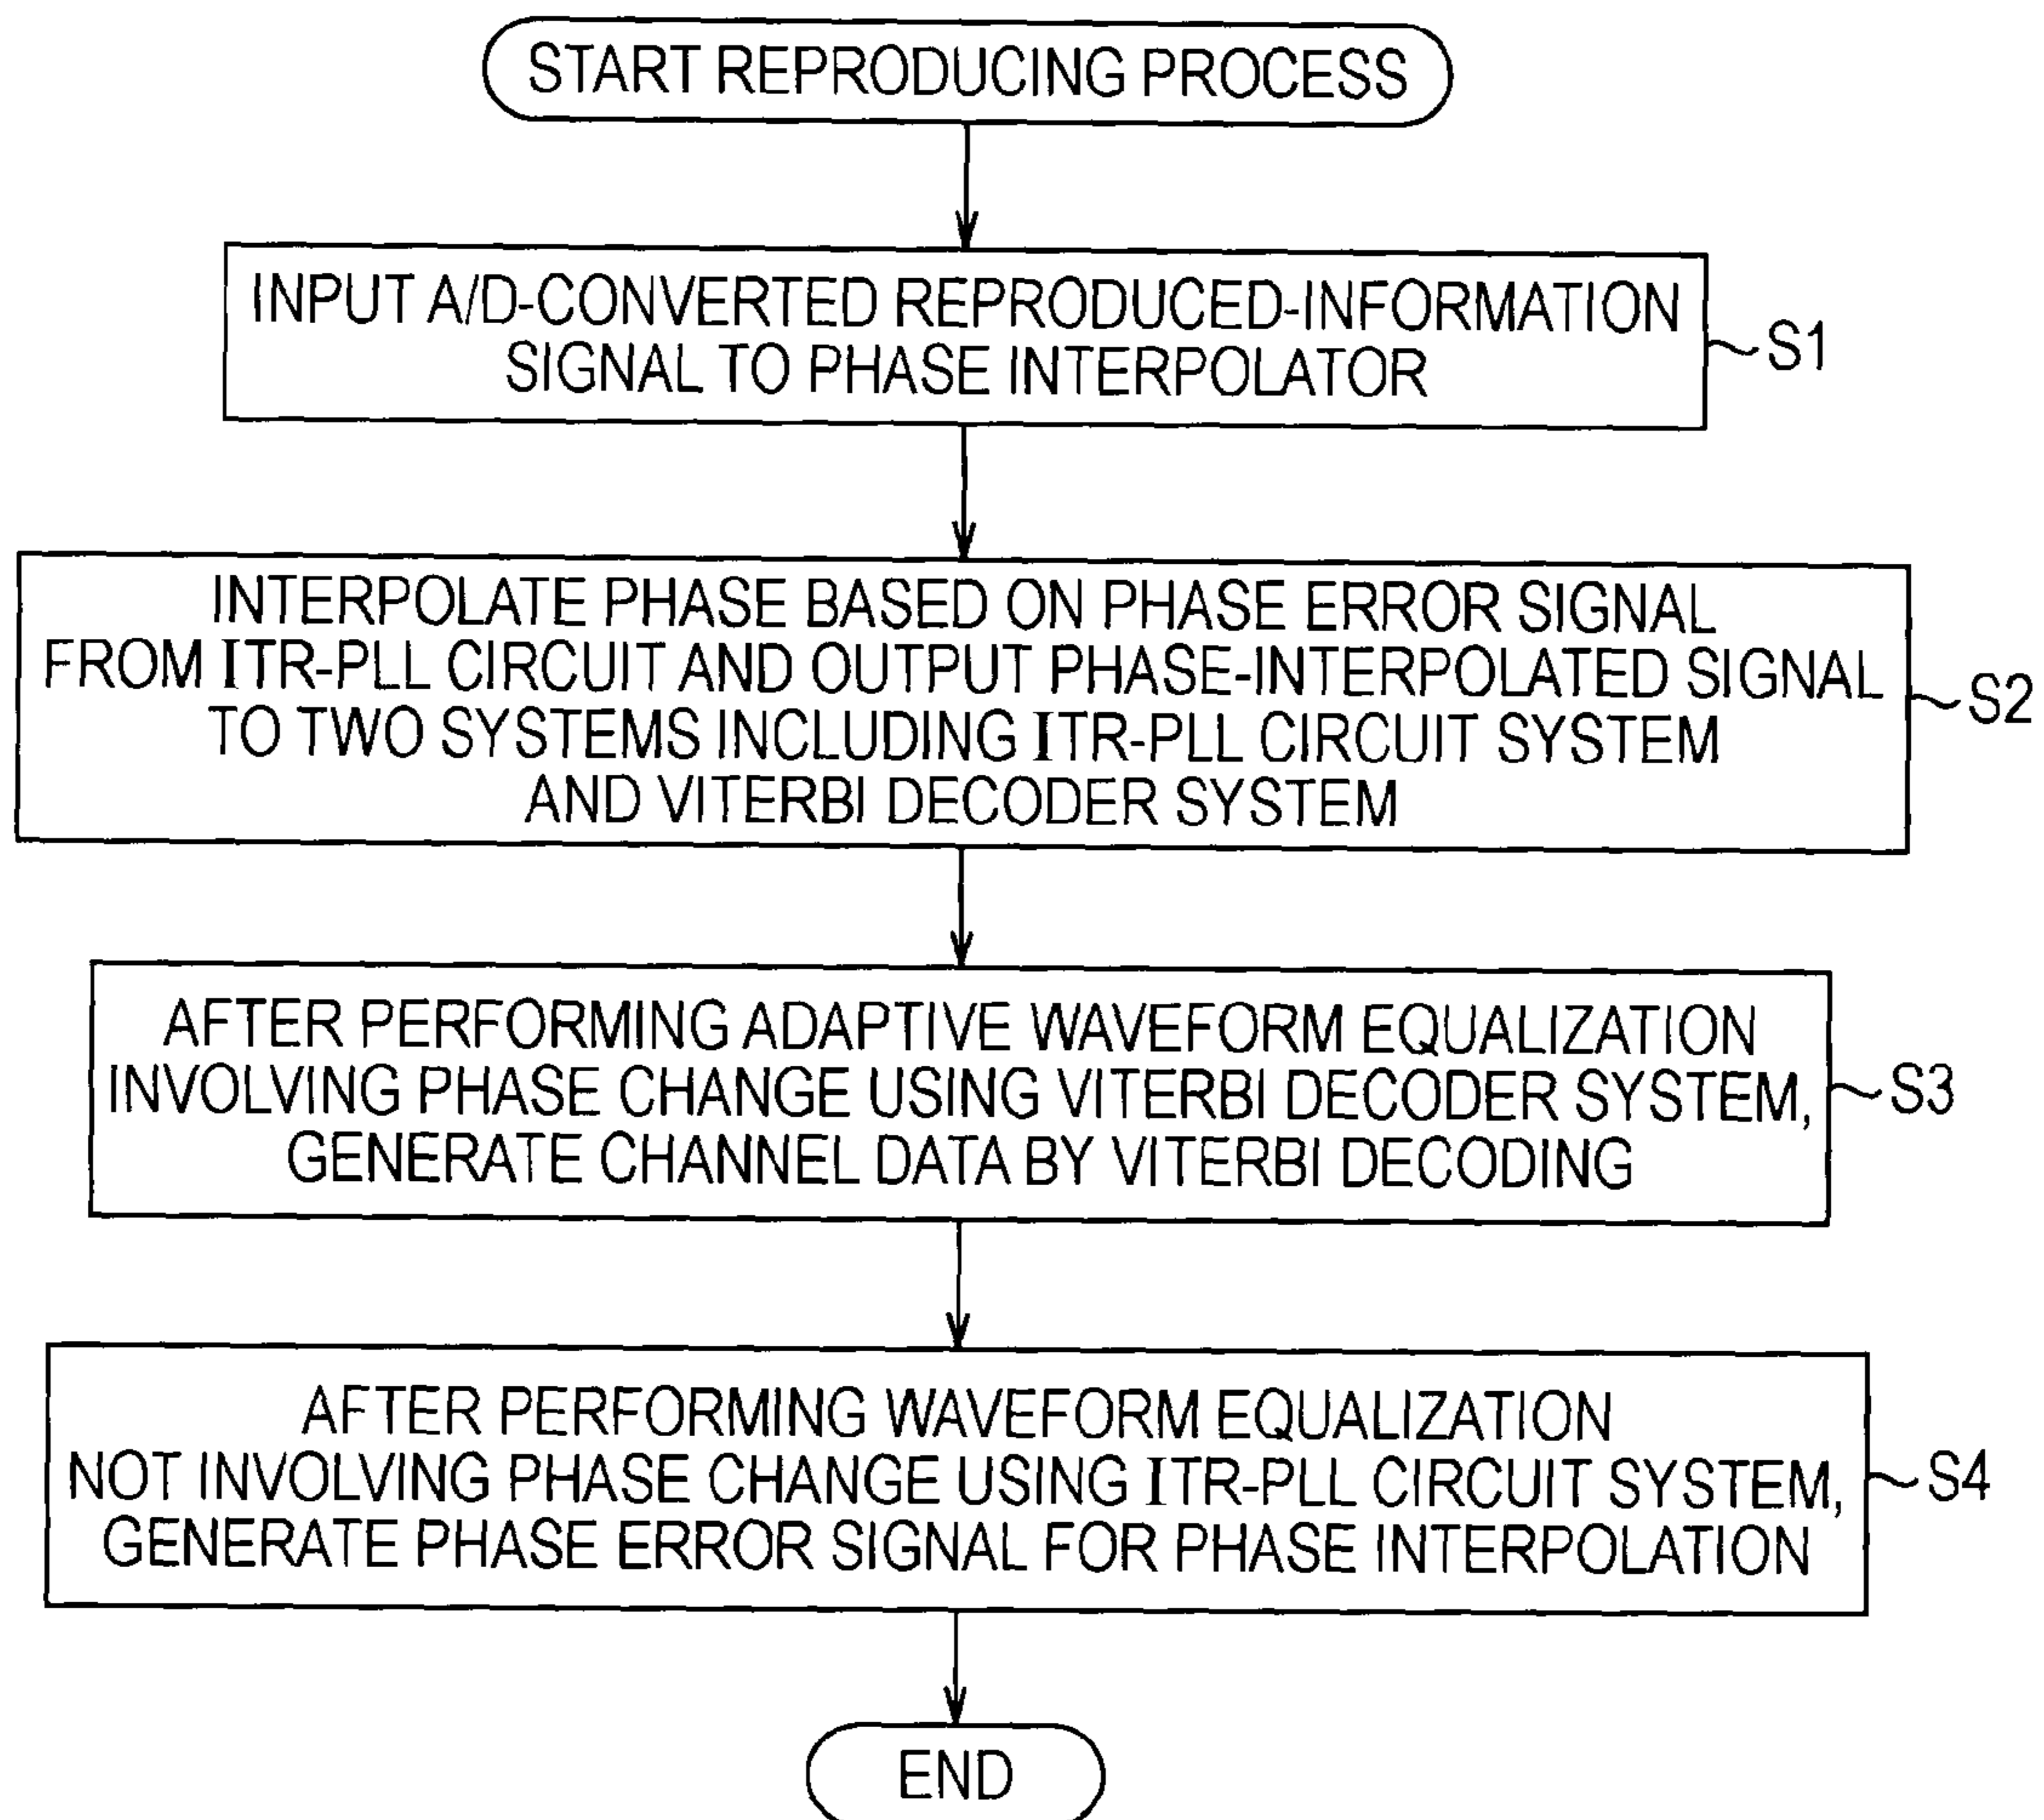 START REPRODUCING PROCESS
INPUT A/D-CONVERTED REPRODUCED-INFORMATION
SIGNAL TO PHASE INTERPOLATOR
S1
INTERPOLATE PHASE BASED ON PHASE ERROR SIGNAL
FROM ITR-PLL CIRCUIT AND OUTPUT PHASE-INTERPOLATED SIGNAL
TO TWO SYSTEMS INCLUDING ITR-PLL CIRCUIT SYSTEM
AND VITERBI DECODER SYSTEM
S2
AFTER PERFORMING ADAPTIVE WAVEFORM EQUALIZATION
INVOLVING PHASE CHANGE USING VITERBI DECODER SYSTEM,
GENERATE CHANNEL DATA BY VITERBI DECODING
S3
AFTER PERFORMING WAVEFORM EQUALIZATION
NOT INVOLVING PHASE CHANGE USING ITR-PLL CIRCUIT SYSTEM,
GENERATE PHASE ERROR SIGNAL FOR PHASE INTERPOLATION
S4
END